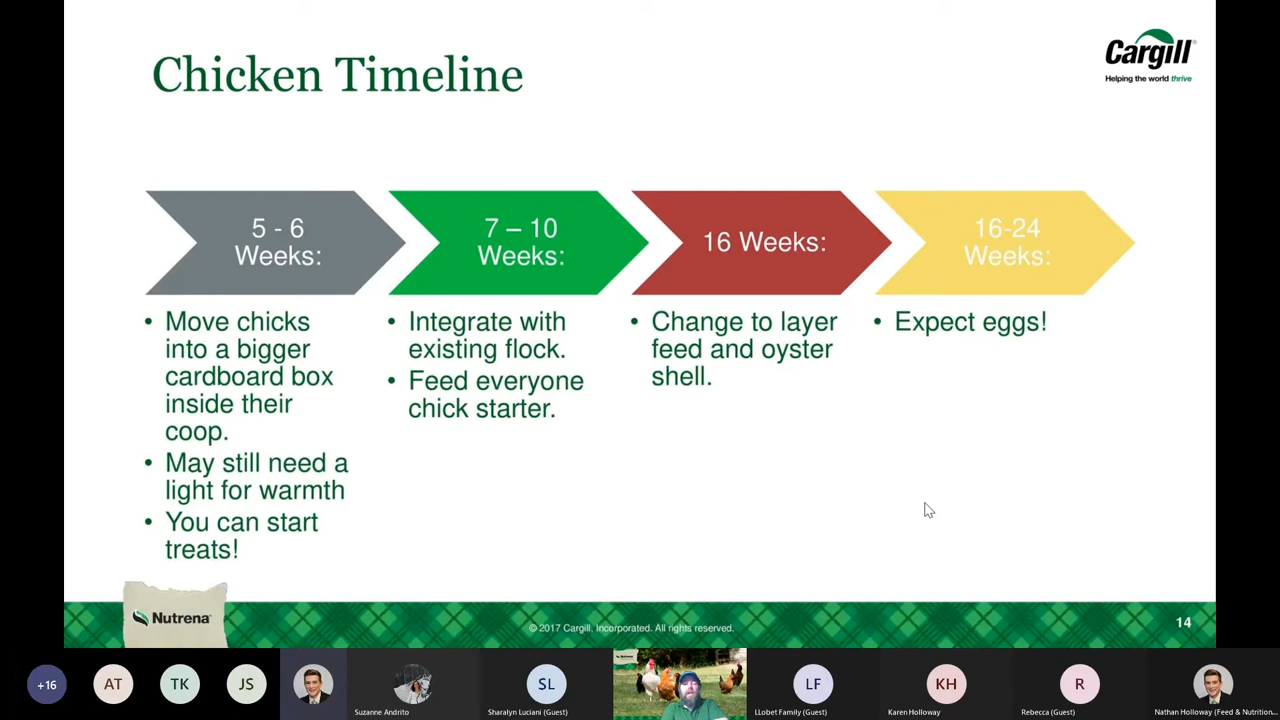 Chicken Timeline
Cargill
Helping the world thrive
5 - 6
Weeks:
7 – 10
Weeks:
16 Weeks:
16-24
Weeks:
• Move chicks
into a bigger
cardboard box
inside their
coop.
• May still need a
light for warmth
• You can start
treats!
• Integrate with
existing flock.
• Feed everyone
chick starter.
• Change to layer
feed and oyster
shell.
• Expect eggs!
Nutrena
© 2017 Cargill, Incorporated. All rights reserved.
14
+16
AT
TK
JS
Suzanne Andrito
SL
Sharalyn Luciani (Guest)
Nutrena
LF
LLobet Family (Guest)
KH
Karen Holloway
R
Rebecca (Guest)
Nathan Holloway (Feed & Nutrition...